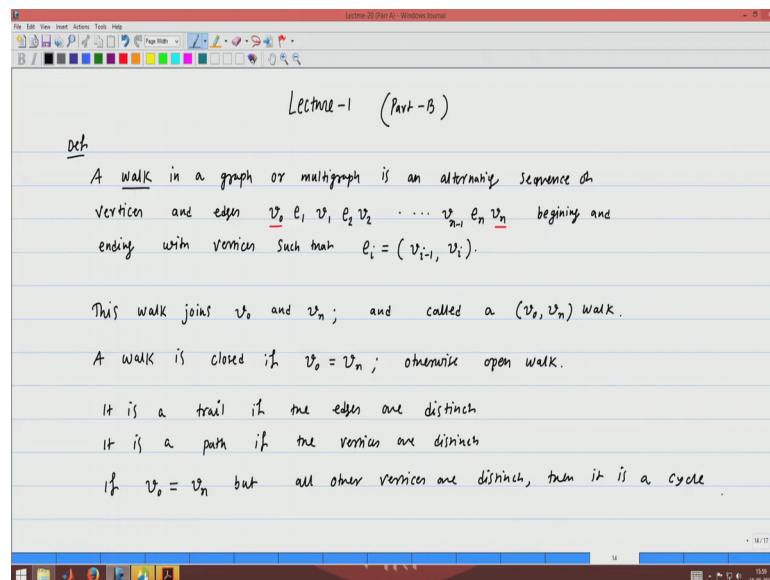 Lecture-20 (Part A) - Windows Journal
File Edit View Insert Actions Tools Help
Page Width
B I
Lecture-1 (Part-B)
Def
A walk in a graph or multigraph is an alternating sequence of
vertices and edges v₀ e₁ v₁ e₂ v₂ . .... vₙ₋₁ eₙ vₙ begining and
ending with vertices such that eᵢ = (vᵢ₋₁, vᵢ).
This walk joins v₀ and vₙ ; and called a (v₀, vₙ) walk.
A walk is closed if v₀ = vₙ ; otherwise open walk.
It is a trail if the edges are distinct
It is a path if the vertices are distinct
if v₀ = vₙ but all other vertices are distinct, then it is a cycle.
14/17
14
15:59